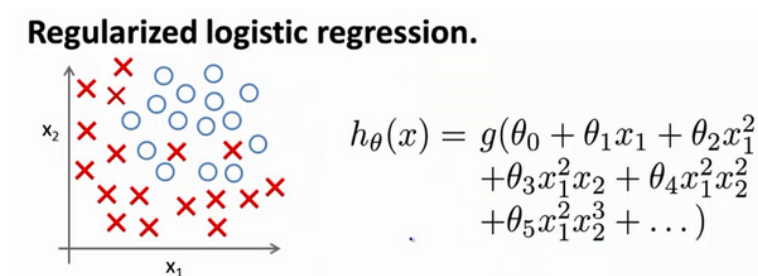 Regularized logistic regression.
x₂
x₁
h_θ(x) = g(θ₀ + θ₁x₁ + θ₂x₁²
+θ₃x₁²x₂ + θ₄x₁²x₂²
+θ₅x₁²x₂³ + . . . )